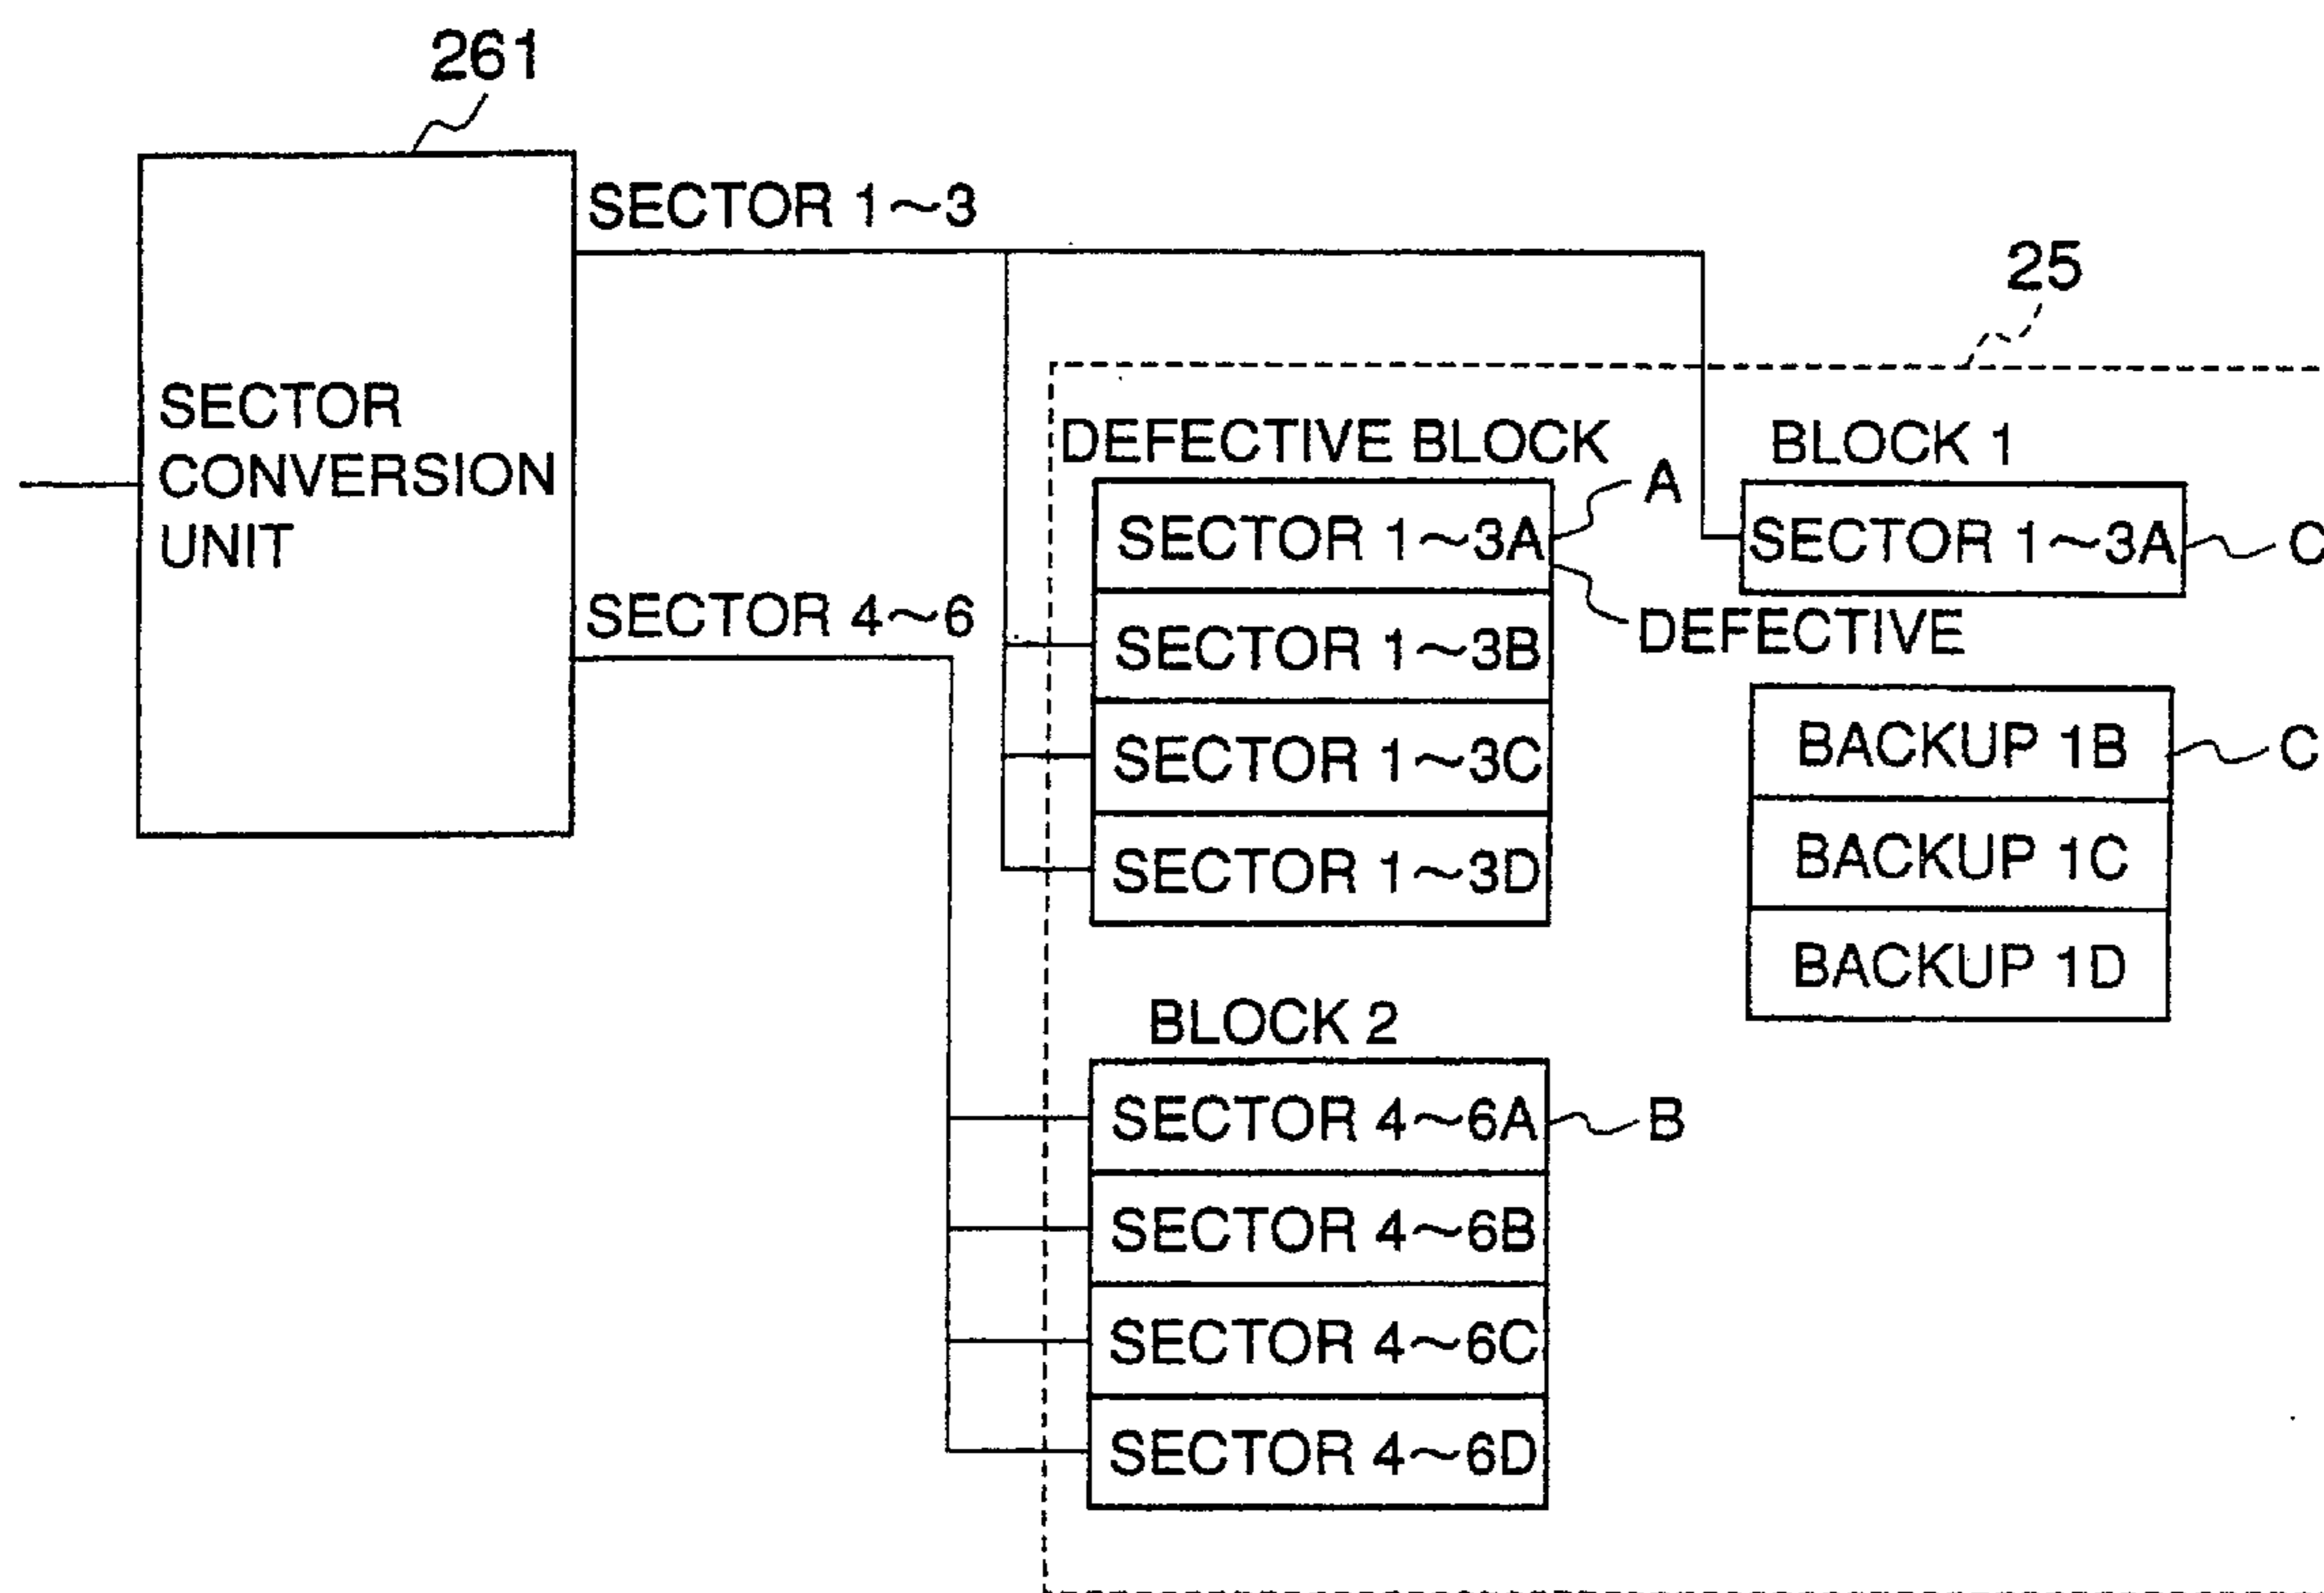 261
SECTOR 1~3
25
SECTOR
CONVERSION
UNIT
DEFECTIVE BLOCK
A
BLOCK 1
SECTOR 1~3A
SECTOR 1~3A
C
DEFECTIVE
SECTOR 4~6
SECTOR 1~3B
SECTOR 1~3C
SECTOR 1~3D
BACKUP 1B
C
BACKUP 1C
BACKUP 1D
BLOCK 2
SECTOR 4~6A
B
SECTOR 4~6B
SECTOR 4~6C
SECTOR 4~6D